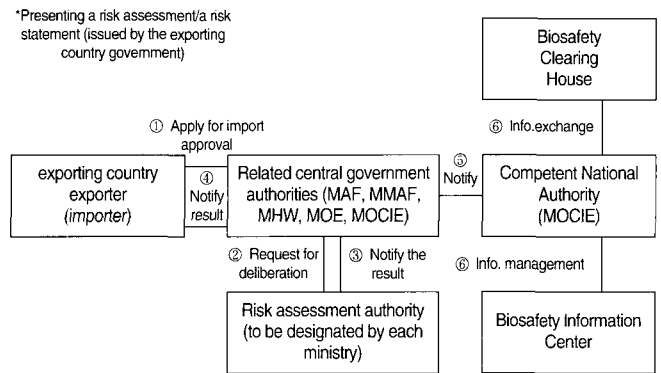 *Presenting a risk assessment/a risk
statement (issued by the exporting
country government)
Biosafety
Clearing
House
① Apply for import
approval
⑥ Info.exchange
exporting country
exporter
(importer)
④
Notify
result
Related central government
authorities (MAF, MMAF,
MHW, MOE, MOCIE)
⑤
Notify
Competent National
Authority
(MOCIE)
② Request for
deliberation
③ Notify the
result
⑥ Info. management
Risk assessment authority
(to be designated by each
ministry)
Biosafety Information
Center